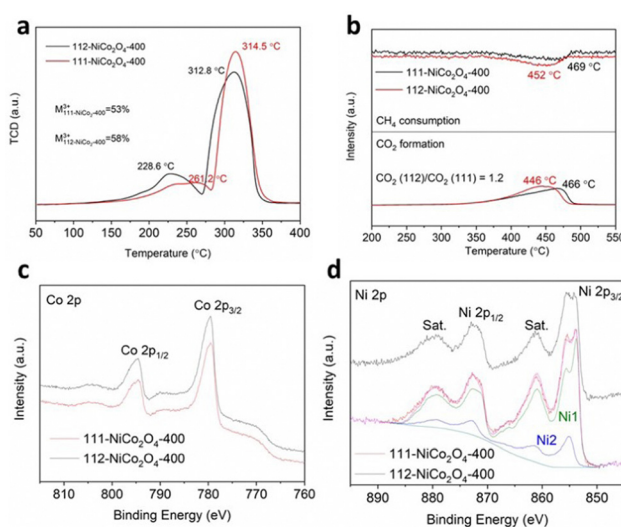 a
112-NiCo2O4-400
111-NiCo2O4-400
314.5 °C
312.8 °C
M3+111-NiCo2-400=53%
M3+112-NiCo2-400=58%
228.6 °C
261.2 °C
TCD (a.u.)
50 100 150 200 250 300 350 400
Temperature (°C)
b
469 °C
452 °C
111-NiCo2O4-400
112-NiCo2O4-400
CH4 consumption
CO2 formation
CO2 (112)/CO2 (111) = 1.2
446 °C
466 °C
Intensity (a.u.)
200 250 300 350 400 450 500 550
Temperature (°C)
c
Co 2p
Co 2p3/2
Co 2p1/2
111-NiCo2O4-400
112-NiCo2O4-400
Intensity (a.u.)
810 800 790 780 770 760
Binding Energy (eV)
d
Ni 2p
Ni 2p3/2
Ni 2p1/2
Sat.
Sat.
Ni1
Ni2
111-NiCo2O4-400
112-NiCo2O4-400
Intensity (a.u.)
895 880 865 850
Binding Energy (eV)